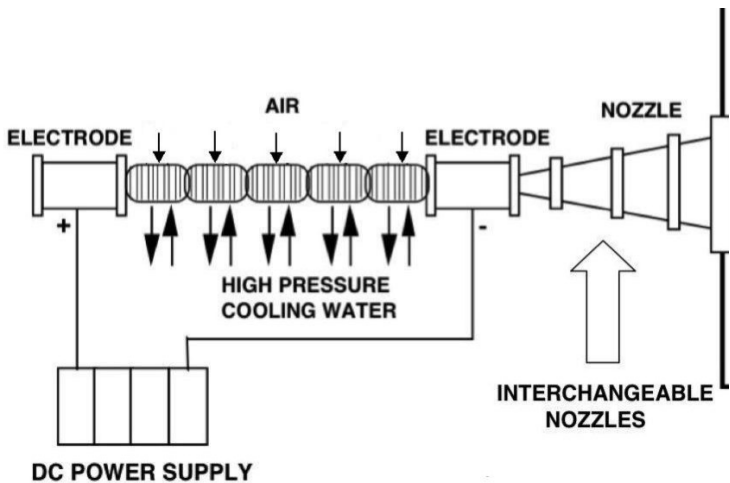 AIR
NOZZLE
ELECTRODE
ELECTRODE
+
-
HIGH PRESSURE
COOLING WATER
INTERCHANGEABLE
NOZZLES
DC POWER SUPPLY